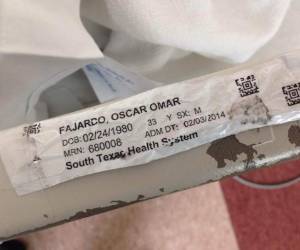 FAJARDO, OSCAR OMAR
DOB: 02/24/1980 33 Y SX: M
MRN: 680008 ADM DT: 02/03/2014
South Texas Health System